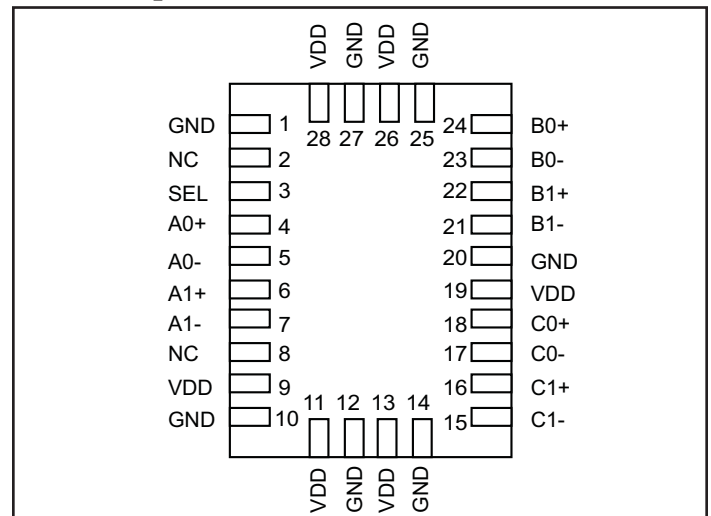 VDD GND VDD GND
28 27 26 25
GND 1 24 B0+
NC 2 23 B0-
SEL 3 22 B1+
A0+ 4 21 B1-
A0- 5 20 GND
A1+ 6 19 VDD
A1- 7 18 C0+
NC 8 17 C0-
VDD 9 16 C1+
GND 10 15 C1-
11 12 13 14
VDD GND VDD GND